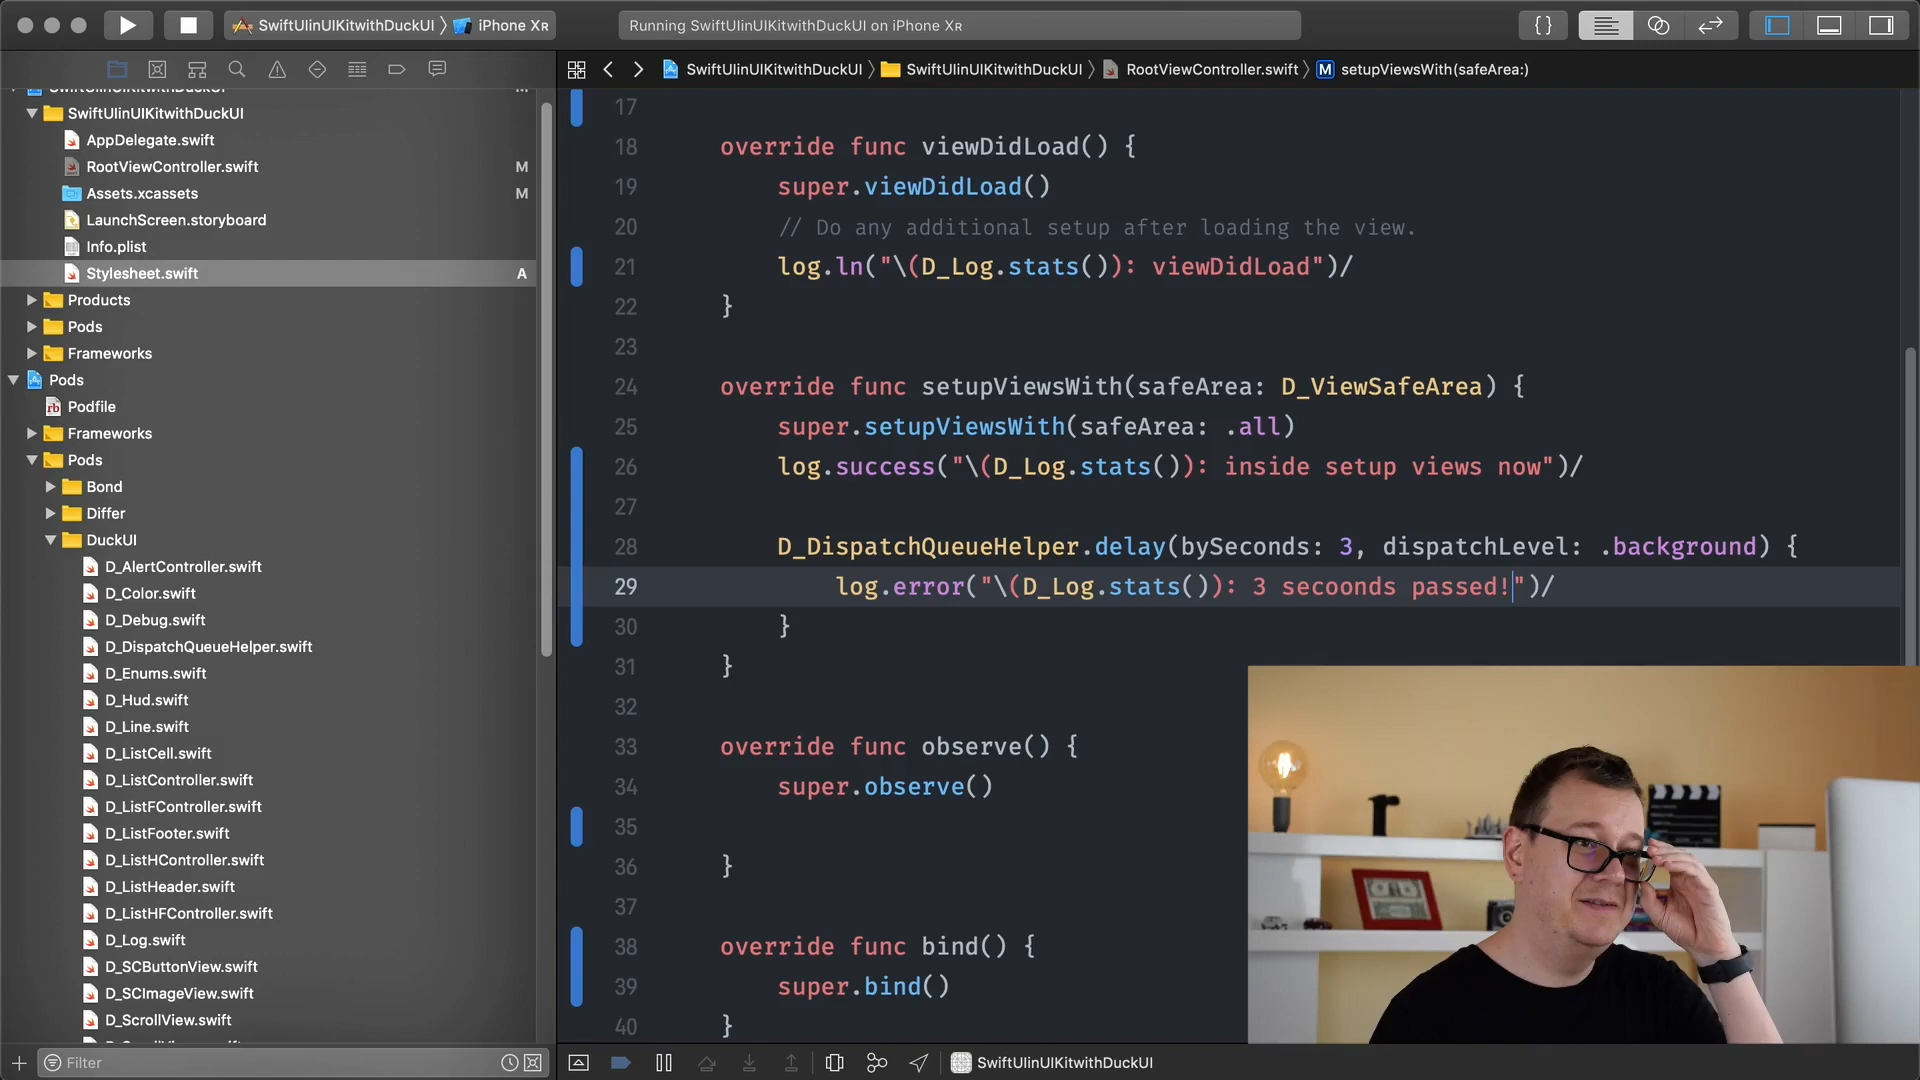 SwiftUIinUIKitwithDuckUI
iPhone XR
Running SwiftUIinUIKitwithDuckUI on iPhone XR
{}
SwiftUIinUIKitwithDuckUI
SwiftUIinUIKitwithDuckUI
RootViewController.swift
M
setupViewsWith(safeArea:)
SwiftUIinUIKitwithDuckUI
M
SwiftUIinUIKitwithDuckUI
AppDelegate.swift
RootViewController.swift
M
Assets.xcassets
M
LaunchScreen.storyboard
Info.plist
Stylesheet.swift
A
Products
Pods
Frameworks
Pods
rb
Podfile
Frameworks
Pods
Bond
Differ
DuckUI
D_AlertController.swift
D_Color.swift
D_Debug.swift
D_DispatchQueueHelper.swift
D_Enums.swift
D_Hud.swift
D_Line.swift
D_ListCell.swift
D_ListController.swift
D_ListFController.swift
D_ListFooter.swift
D_ListHController.swift
D_ListHeader.swift
D_ListHFController.swift
D_Log.swift
D_SCButtonView.swift
D_SCImageView.swift
D_ScrollView.swift
Filter
17
18 override func viewDidLoad() {
19 super.viewDidLoad()
20 // Do any additional setup after loading the view.
21 log.ln("\(D_Log.stats()): viewDidLoad")/
22 }
23
24 override func setupViewsWith(safeArea: D_ViewSafeArea) {
25 super.setupViewsWith(safeArea: .all)
26 log.success("\(D_Log.stats()): inside setup views now")/
27
28 D_DispatchQueueHelper.delay(bySeconds: 3, dispatchLevel: .background) {
29 log.error("\(D_Log.stats()): 3 secoonds passed!")/
30 }
31 }
32
33 override func observe() {
34 super.observe()
35
36 }
37
38 override func bind() {
39 super.bind()
40 }
SwiftUIinUIKitwithDuckUI